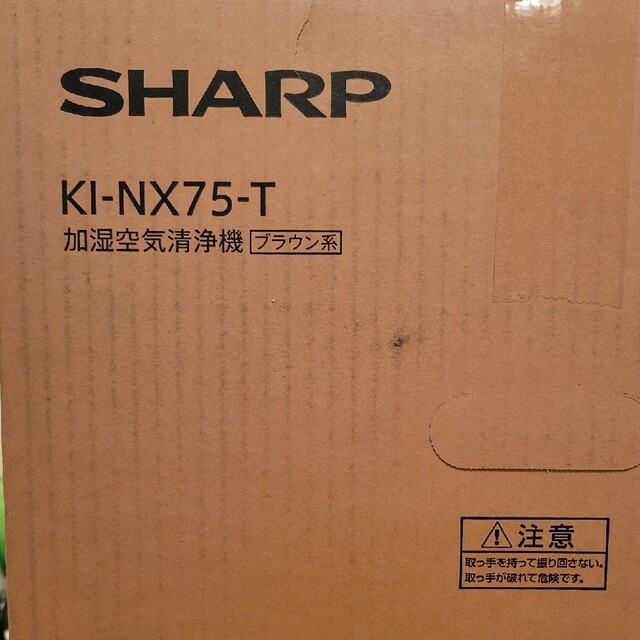 SHARP
KI-NX75-T
加湿空気清浄機 ブラウン系
注意
取っ手を持って振り回さない。
取っ手が破れて危険です。